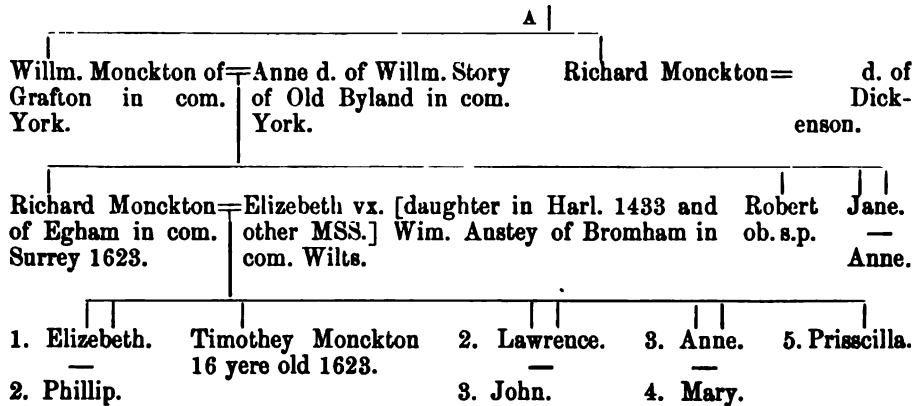 A
Willm. Monckton of=Anne d. of Willm. Story Richard Monckton= d. of
Grafton in com. of Old Byland in com. Dick-
York. York. enson.
Richard Monckton=Elizebeth vx. [daughter in Harl. 1433 and Robert Jane.
of Egham in com. other MSS.] Wim. Anstey of Bromham in ob. s.p. —
Surrey 1623. com. Wilts. Anne.
1. Elizebeth. Timothey Monckton 2. Lawrence. 3. Anne. 5. Prisscilla.
— 16 yere old 1623. — —
2. Phillip. 3. John. 4. Mary.